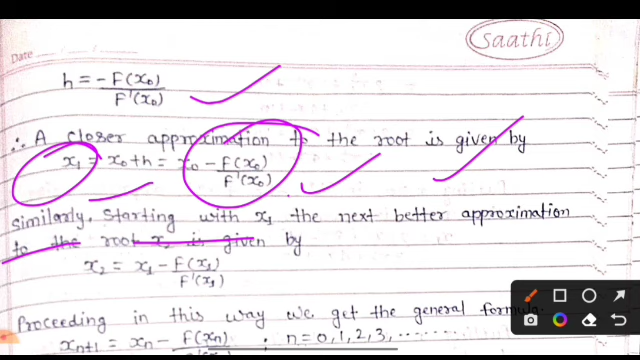 Saathi
Date
h = -F(x₀) / F'(x₀)
∴ A closer approximation to the root is given by
x₁ = x₀ + h = x₀ - F(x₀) / F'(x₀)
similarly, starting with x₁ the next better approximation
to the root x₂ is given by
x₂ = x₁ - F(x₁) / F'(x₁)
Proceeding in this way we get the general formula
xₙ₊₁ = xₙ - F(xₙ) / F'(xₙ) ; n = 0, 1, 2, 3, ........